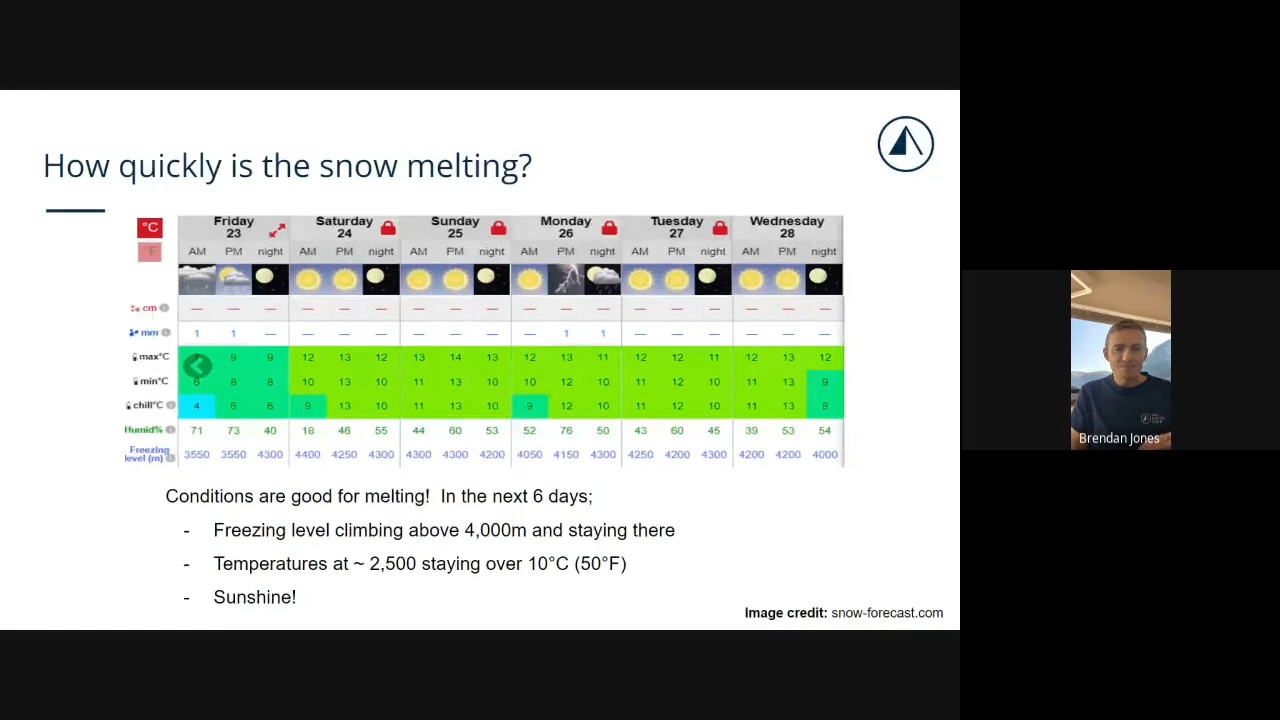 How quickly is the snow melting?
°C Friday Saturday Sunday Monday Tuesday Wednesday
°F 23 24 25 26 27 28
AM PM night AM PM night AM PM night AM PM night AM PM night AM PM night
cm — — — — — — — — — — — — — — — — — —
mm 1 1 — — — — — — — — 1 1 — — — — — —
max°C 9 9 12 13 12 13 14 13 12 13 11 12 12 11 12 13 12
min°C 6 8 8 10 13 10 11 13 10 10 12 10 11 12 10 11 13 9
chill°C 4 6 6 9 13 10 11 13 10 9 12 10 11 12 10 11 13 8
Humid% 71 73 40 18 46 55 44 60 53 52 76 50 43 60 45 39 53 54
Freezing level (m) 3550 3550 4300 4400 4250 4300 4300 4300 4200 4050 4150 4300 4250 4200 4300 4200 4200 4000
Conditions are good for melting! In the next 6 days;
- Freezing level climbing above 4,000m and staying there
- Temperatures at ~ 2,500 staying over 10°C (50°F)
- Sunshine!
Image credit: snow-forecast.com
Brendan Jones